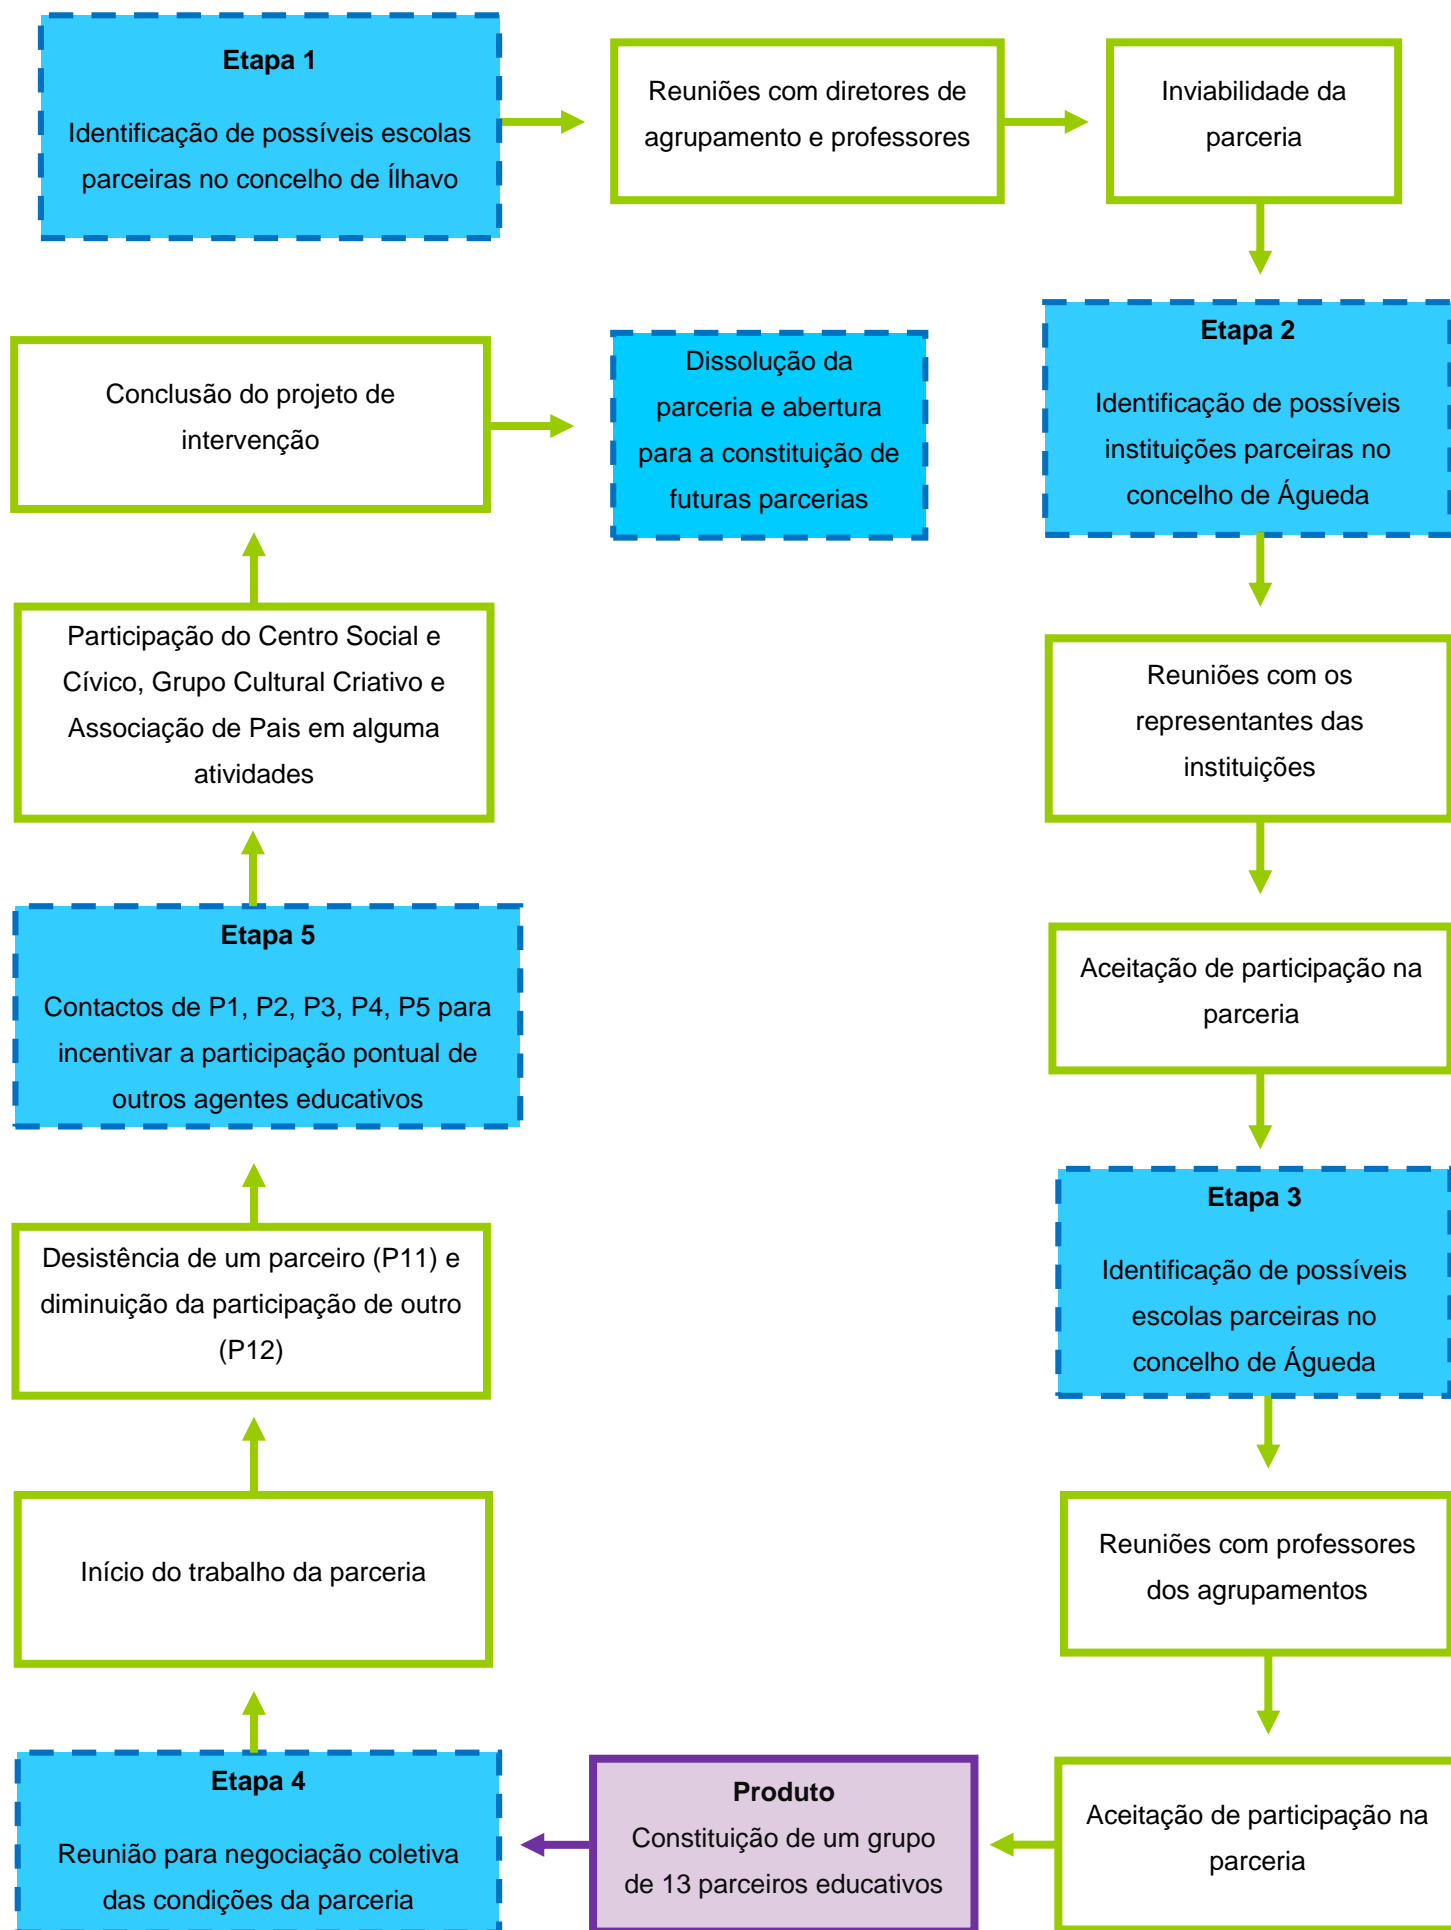 Etapa 1
Identificação de possíveis escolas
parceiras no concelho de Ílhavo
Reuniões com diretores de
agrupamento e professores
Inviabilidade da
parceria
Etapa 2
Identificação de possíveis
instituições parceiras no
concelho de Águeda
Reuniões com os
representantes das
instituições
Aceitação de participação na
parceria
Etapa 3
Identificação de possíveis
escolas parceiras no
concelho de Águeda
Reuniões com professores
dos agrupamentos
Aceitação de participação na
parceria
Produto
Constituição de um grupo
de 13 parceiros educativos
Etapa 4
Reunião para negociação coletiva
das condições da parceria
Início do trabalho da parceria
Desistência de um parceiro (P11) e
diminuição da participação de outro
(P12)
Etapa 5
Contactos de P1, P2, P3, P4, P5 para
incentivar a participação pontual de
outros agentes educativos
Participação do Centro Social e
Cívico, Grupo Cultural Criativo e
Associação de Pais em alguma
atividades
Conclusão do projeto de
intervenção
Dissolução da
parceria e abertura
para a constituição de
futuras parcerias